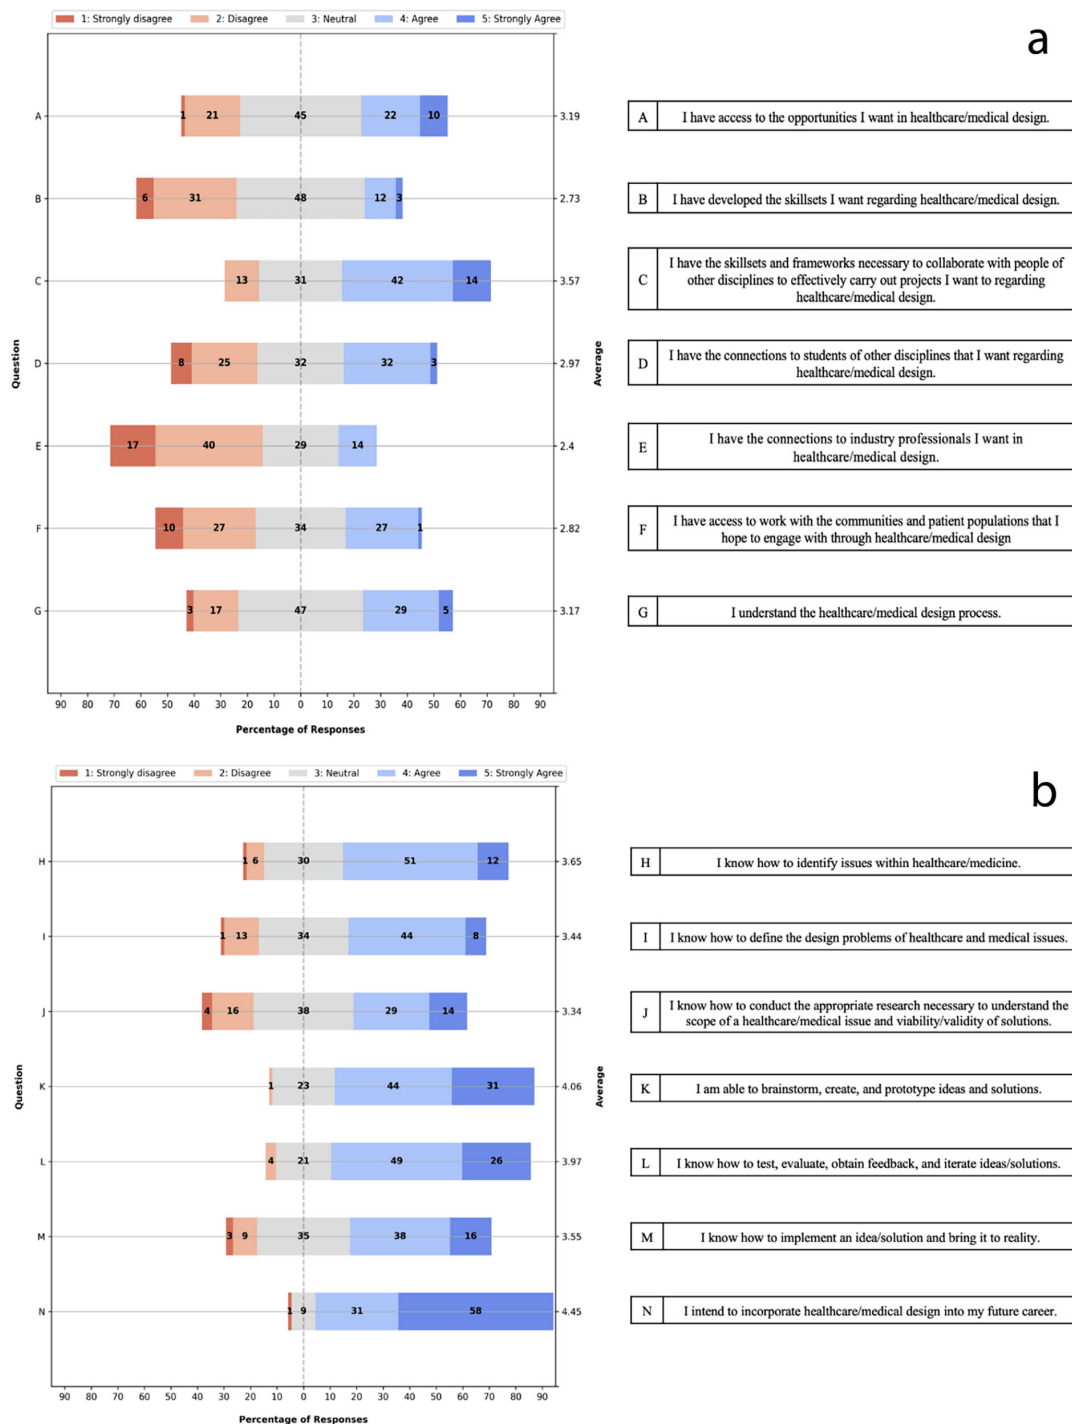 1: Strongly disagree 2: Disagree 3: Neutral 4: Agree 5: Strongly Agree
a
A 1 21 45 22 10 3.19
A I have access to the opportunities I want in healthcare/medical design.
B 6 31 48 12 3 2.73
B I have developed the skillsets I want regarding healthcare/medical design.
C 13 31 42 14 3.57
C I have the skillsets and frameworks necessary to collaborate with people of
other disciplines to effectively carry out projects I want to regarding
healthcare/medical design.
D 8 25 32 32 3 2.97
D I have the connections to students of other disciplines that I want regarding
healthcare/medical design.
Question
Average
E 17 40 29 14 2.4
E I have the connections to industry professionals I want in
healthcare/medical design.
F 10 27 34 27 1 2.82
F I have access to work with the communities and patient populations that I
hope to engage with through healthcare/medical design
G 3 17 47 29 5 3.17
G I understand the healthcare/medical design process.
90 80 70 60 50 40 30 20 10 0 10 20 30 40 50 60 70 80 90
Percentage of Responses
1: Strongly disagree 2: Disagree 3: Neutral 4: Agree 5: Strongly Agree
b
H 1 6 30 51 12 3.65
H I know how to identify issues within healthcare/medicine.
I 1 13 34 44 8 3.44
I I know how to define the design problems of healthcare and medical issues.
J 4 16 38 29 14 3.34
J I know how to conduct the appropriate research necessary to understand the
scope of a healthcare/medical issue and viability/validity of solutions.
Question
Average
K 1 23 44 31 4.06
K I am able to brainstorm, create, and prototype ideas and solutions.
L 4 21 49 26 3.97
L I know how to test, evaluate, obtain feedback, and iterate ideas/solutions.
M 3 9 35 38 16 3.55
M I know how to implement an idea/solution and bring it to reality.
N 1 9 31 58 4.45
N I intend to incorporate healthcare/medical design into my future career.
90 80 70 60 50 40 30 20 10 0 10 20 30 40 50 60 70 80 90
Percentage of Responses